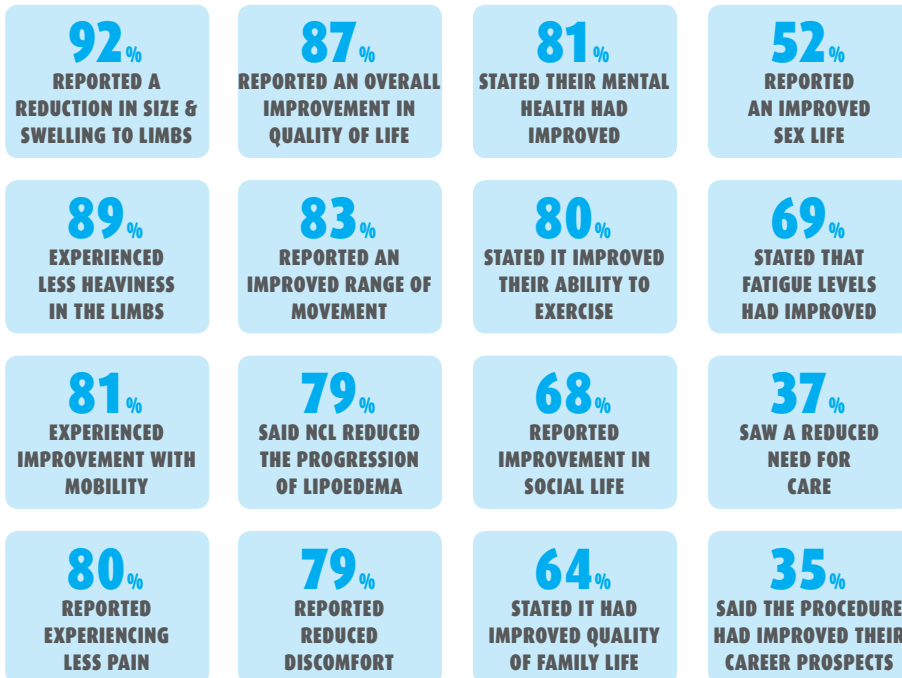 92%
REPORTED A
REDUCTION IN SIZE &
SWELLING TO LIMBS
87%
REPORTED AN OVERALL
IMPROVEMENT IN
QUALITY OF LIFE
81%
STATED THEIR MENTAL
HEALTH HAD
IMPROVED
52%
REPORTED
AN IMPROVED
SEX LIFE
89%
EXPERIENCED
LESS HEAVINESS
IN THE LIMBS
83%
REPORTED AN
IMPROVED RANGE OF
MOVEMENT
80%
STATED IT IMPROVED
THEIR ABILITY TO
EXERCISE
69%
STATED THAT
FATIGUE LEVELS
HAD IMPROVED
81%
EXPERIENCED
IMPROVEMENT WITH
MOBILITY
79%
SAID NCL REDUCED
THE PROGRESSION
OF LIPOEDEMA
68%
REPORTED
IMPROVEMENT IN
SOCIAL LIFE
37%
SAW A REDUCED
NEED FOR
CARE
80%
REPORTED
EXPERIENCING
LESS PAIN
79%
REPORTED
REDUCED
DISCOMFORT
64%
STATED IT HAD
IMPROVED QUALITY
OF FAMILY LIFE
35%
SAID THE PROCEDURE
HAD IMPROVED THEIR
CAREER PROSPECTS